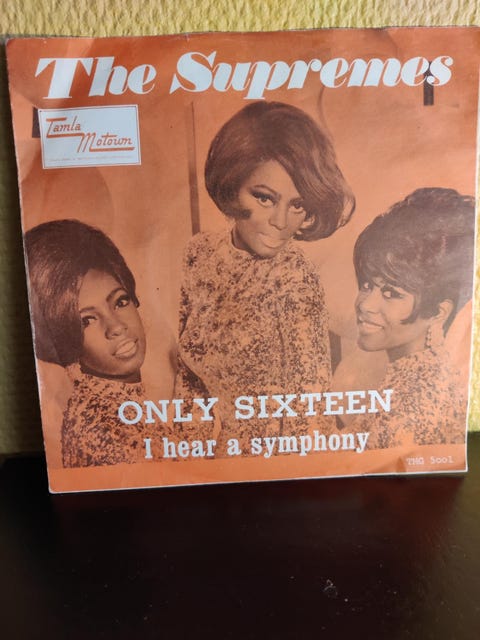 The Supremes
Tamla
Motown
ONLY SIXTEEN
I hear a symphony
TMG 5001